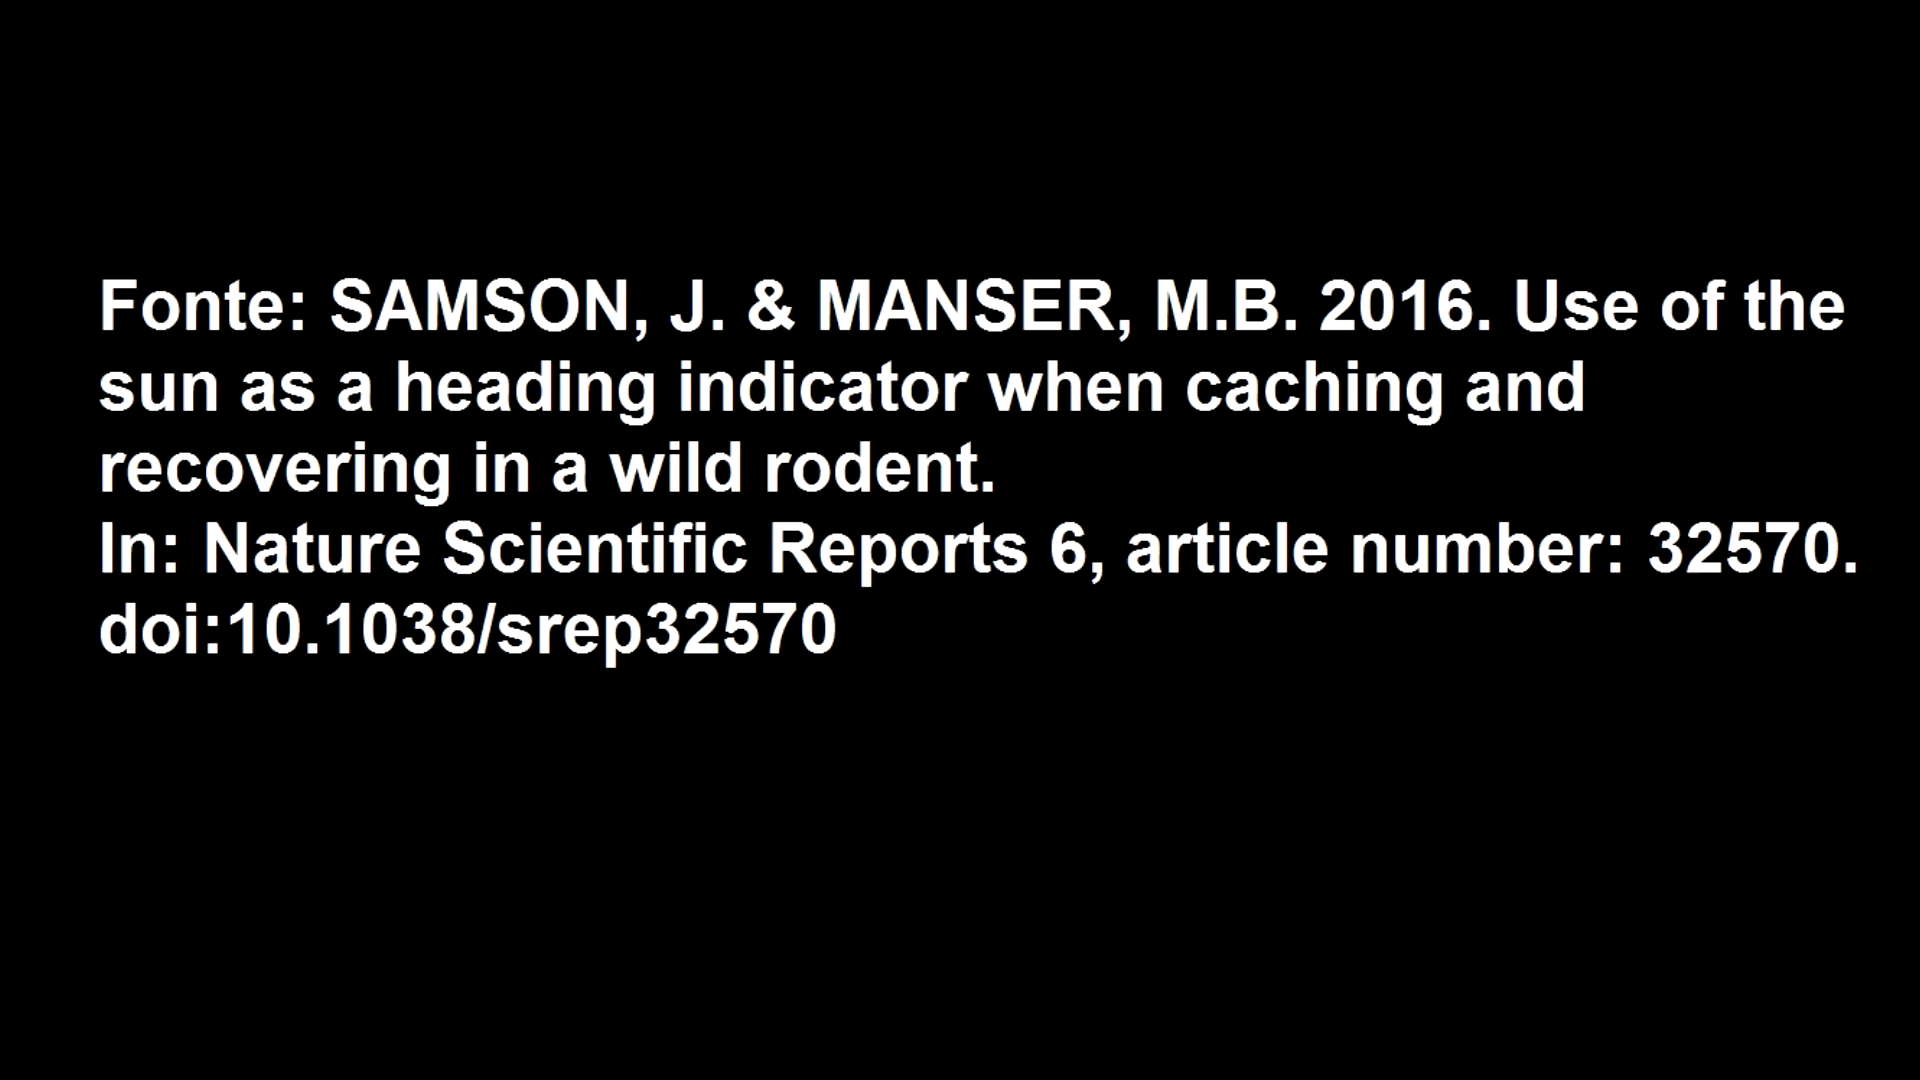 Fonte: SAMSON, J. & MANSER, M.B. 2016. Use of the
sun as a heading indicator when caching and
recovering in a wild rodent.
In: Nature Scientific Reports 6, article number: 32570.
doi:10.1038/srep32570